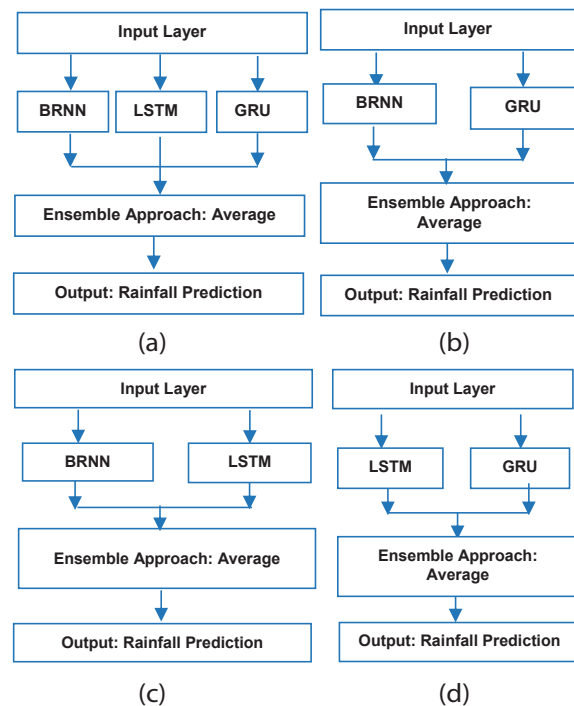 Input Layer
BRNN
LSTM
GRU
Ensemble Approach: Average
Output: Rainfall Prediction
(a)
Input Layer
BRNN
GRU
Ensemble Approach:
Average
Output: Rainfall Prediction
(b)
Input Layer
BRNN
LSTM
Ensemble Approach: Average
Output: Rainfall Prediction
(c)
Input Layer
LSTM
GRU
Ensemble Approach:
Average
Output: Rainfall Prediction
(d)